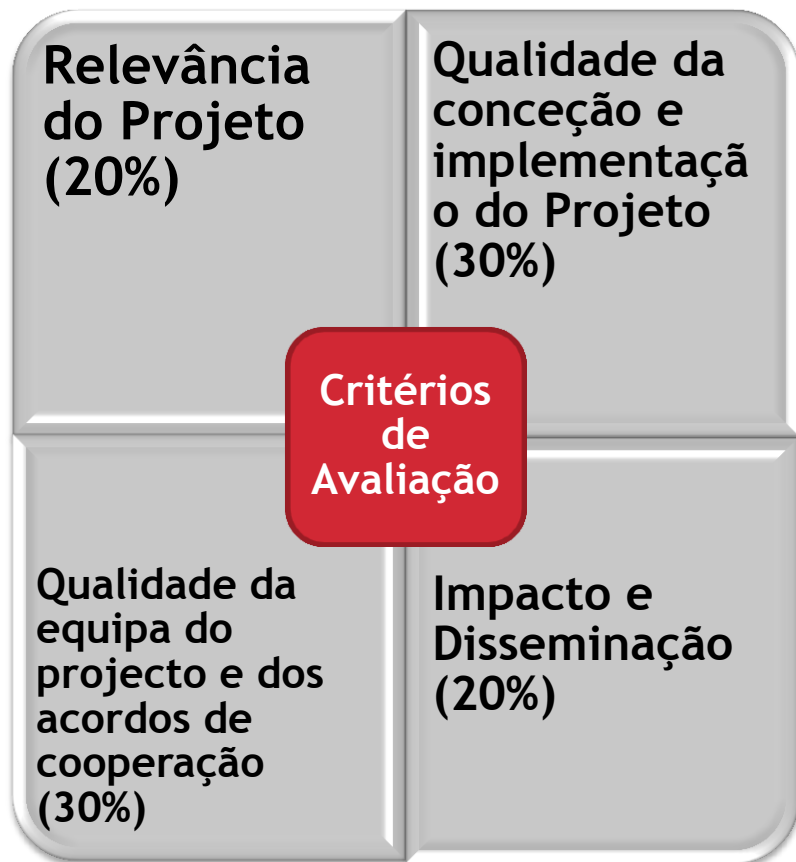 Relevância
do Projeto
(20%)
Qualidade da
conceção e
implementaçã
o do Projeto
(30%)
Critérios
de
Avaliação
Qualidade da
equipa do
projecto e dos
acordos de
cooperação
(30%)
Impacto e
Disseminação
(20%)